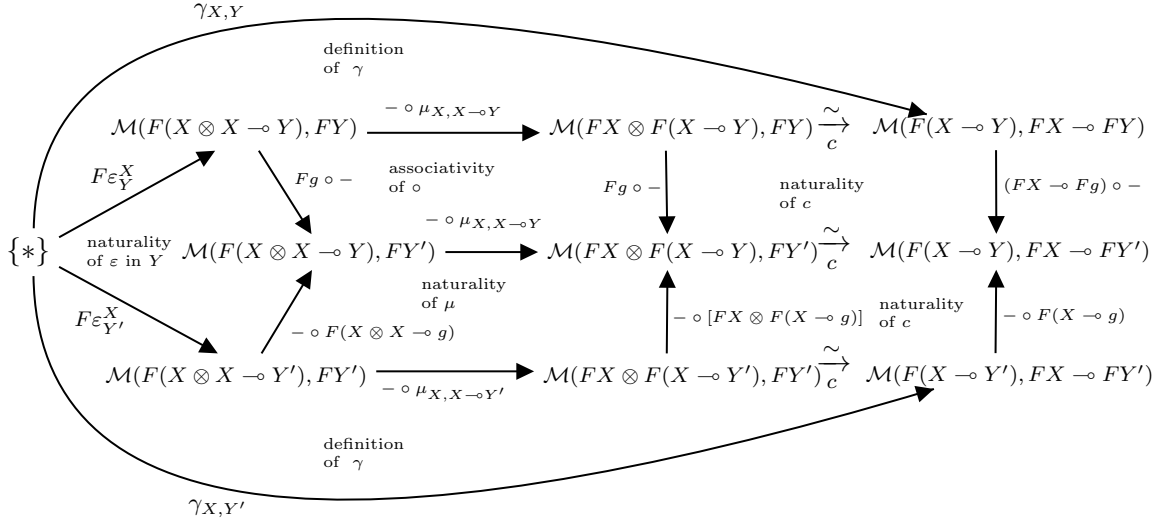 γ_{X,Y}
definition
of γ
M(F(X ⊗ X ⊸ Y), FY)
− ∘ μ_{X,X⊸Y}
M(FX ⊗ F(X ⊸ Y), FY)
∼
c
M(F(X ⊸ Y), FX ⊸ FY)
Fε^X_Y
Fg ∘ −
associativity
of ∘
Fg ∘ −
naturality
of c
(FX ⊸ Fg) ∘ −
{∗}
naturality
of ε in Y
M(F(X ⊗ X ⊸ Y), FY′)
− ∘ μ_{X,X⊸Y}
M(FX ⊗ F(X ⊸ Y), FY′)
∼
c
M(F(X ⊸ Y), FX ⊸ FY′)
Fε^X_{Y′}
− ∘ F(X ⊗ X ⊸ g)
naturality
of μ
− ∘ [FX ⊗ F(X ⊸ g)]
naturality
of c
− ∘ F(X ⊸ g)
M(F(X ⊗ X ⊸ Y′), FY′)
− ∘ μ_{X,X⊸Y′}
M(FX ⊗ F(X ⊸ Y′), FY′)
∼
c
M(F(X ⊸ Y′), FX ⊸ FY′)
definition
of γ
γ_{X,Y′}